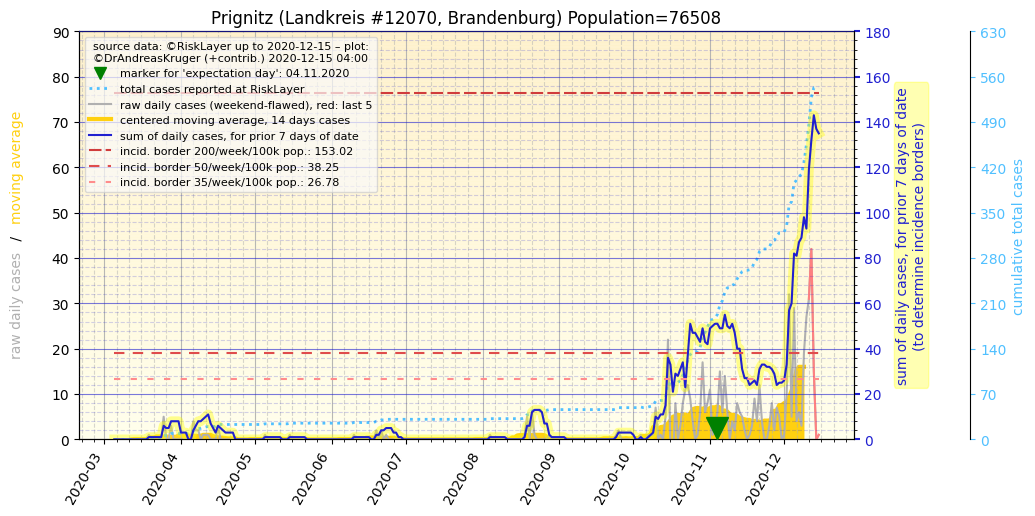 Prignitz (Landkreis #12070, Brandenburg) Population=76508
source data: ©RiskLayer up to 2020-12-15 – plot:
©DrAndreasKruger (+contrib.) 2020-12-15 04:00
marker for 'expectation day': 04.11.2020
total cases reported at RiskLayer
raw daily cases (weekend-flawed), red: last 5
centered moving average, 14 days cases
sum of daily cases, for prior 7 days of date
incid. border 200/week/100k pop.: 153.02
incid. border 50/week/100k pop.: 38.25
incid. border 35/week/100k pop.: 26.78
raw daily cases / moving average
90
80
70
60
50
40
30
20
10
0
2020-03
2020-04
2020-05
2020-06
2020-07
2020-08
2020-09
2020-10
2020-11
2020-12
180
160
140
120
100
80
60
40
20
0
sum of daily cases, for prior 7 days of date
(to determine incidence borders)
630
560
490
420
350
280
210
140
70
0
cumulative total cases